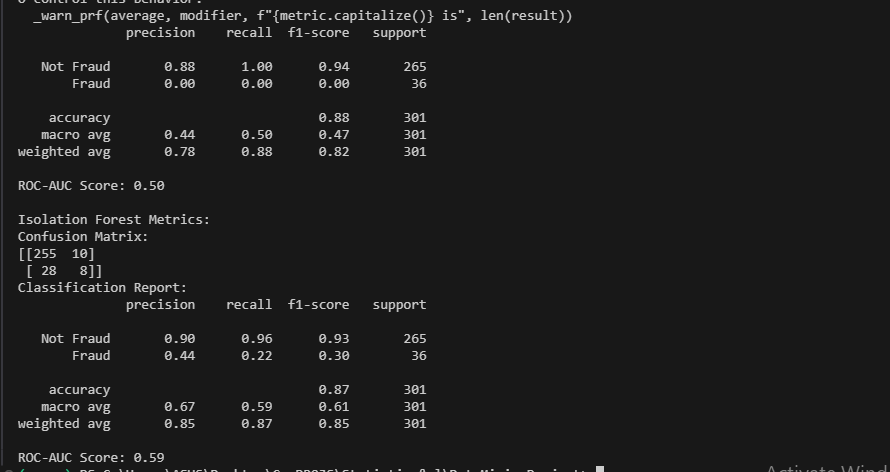 o control this behavior.
  _warn_prf(average, modifier, f"{metric.capitalize()} is", len(result))
              precision    recall  f1-score   support

   Not Fraud       0.88      1.00      0.94       265
       Fraud       0.00      0.00      0.00        36

    accuracy                           0.88       301
   macro avg       0.44      0.50      0.47       301
weighted avg       0.78      0.88      0.82       301

ROC-AUC Score: 0.50

Isolation Forest Metrics:
Confusion Matrix:
[[255  10]
 [ 28   8]]
Classification Report:
              precision    recall  f1-score   support

   Not Fraud       0.90      0.96      0.93       265
       Fraud       0.44      0.22      0.30        36

    accuracy                           0.87       301
   macro avg       0.67      0.59      0.61       301
weighted avg       0.85      0.87      0.85       301

ROC-AUC Score: 0.59
Activate Wind